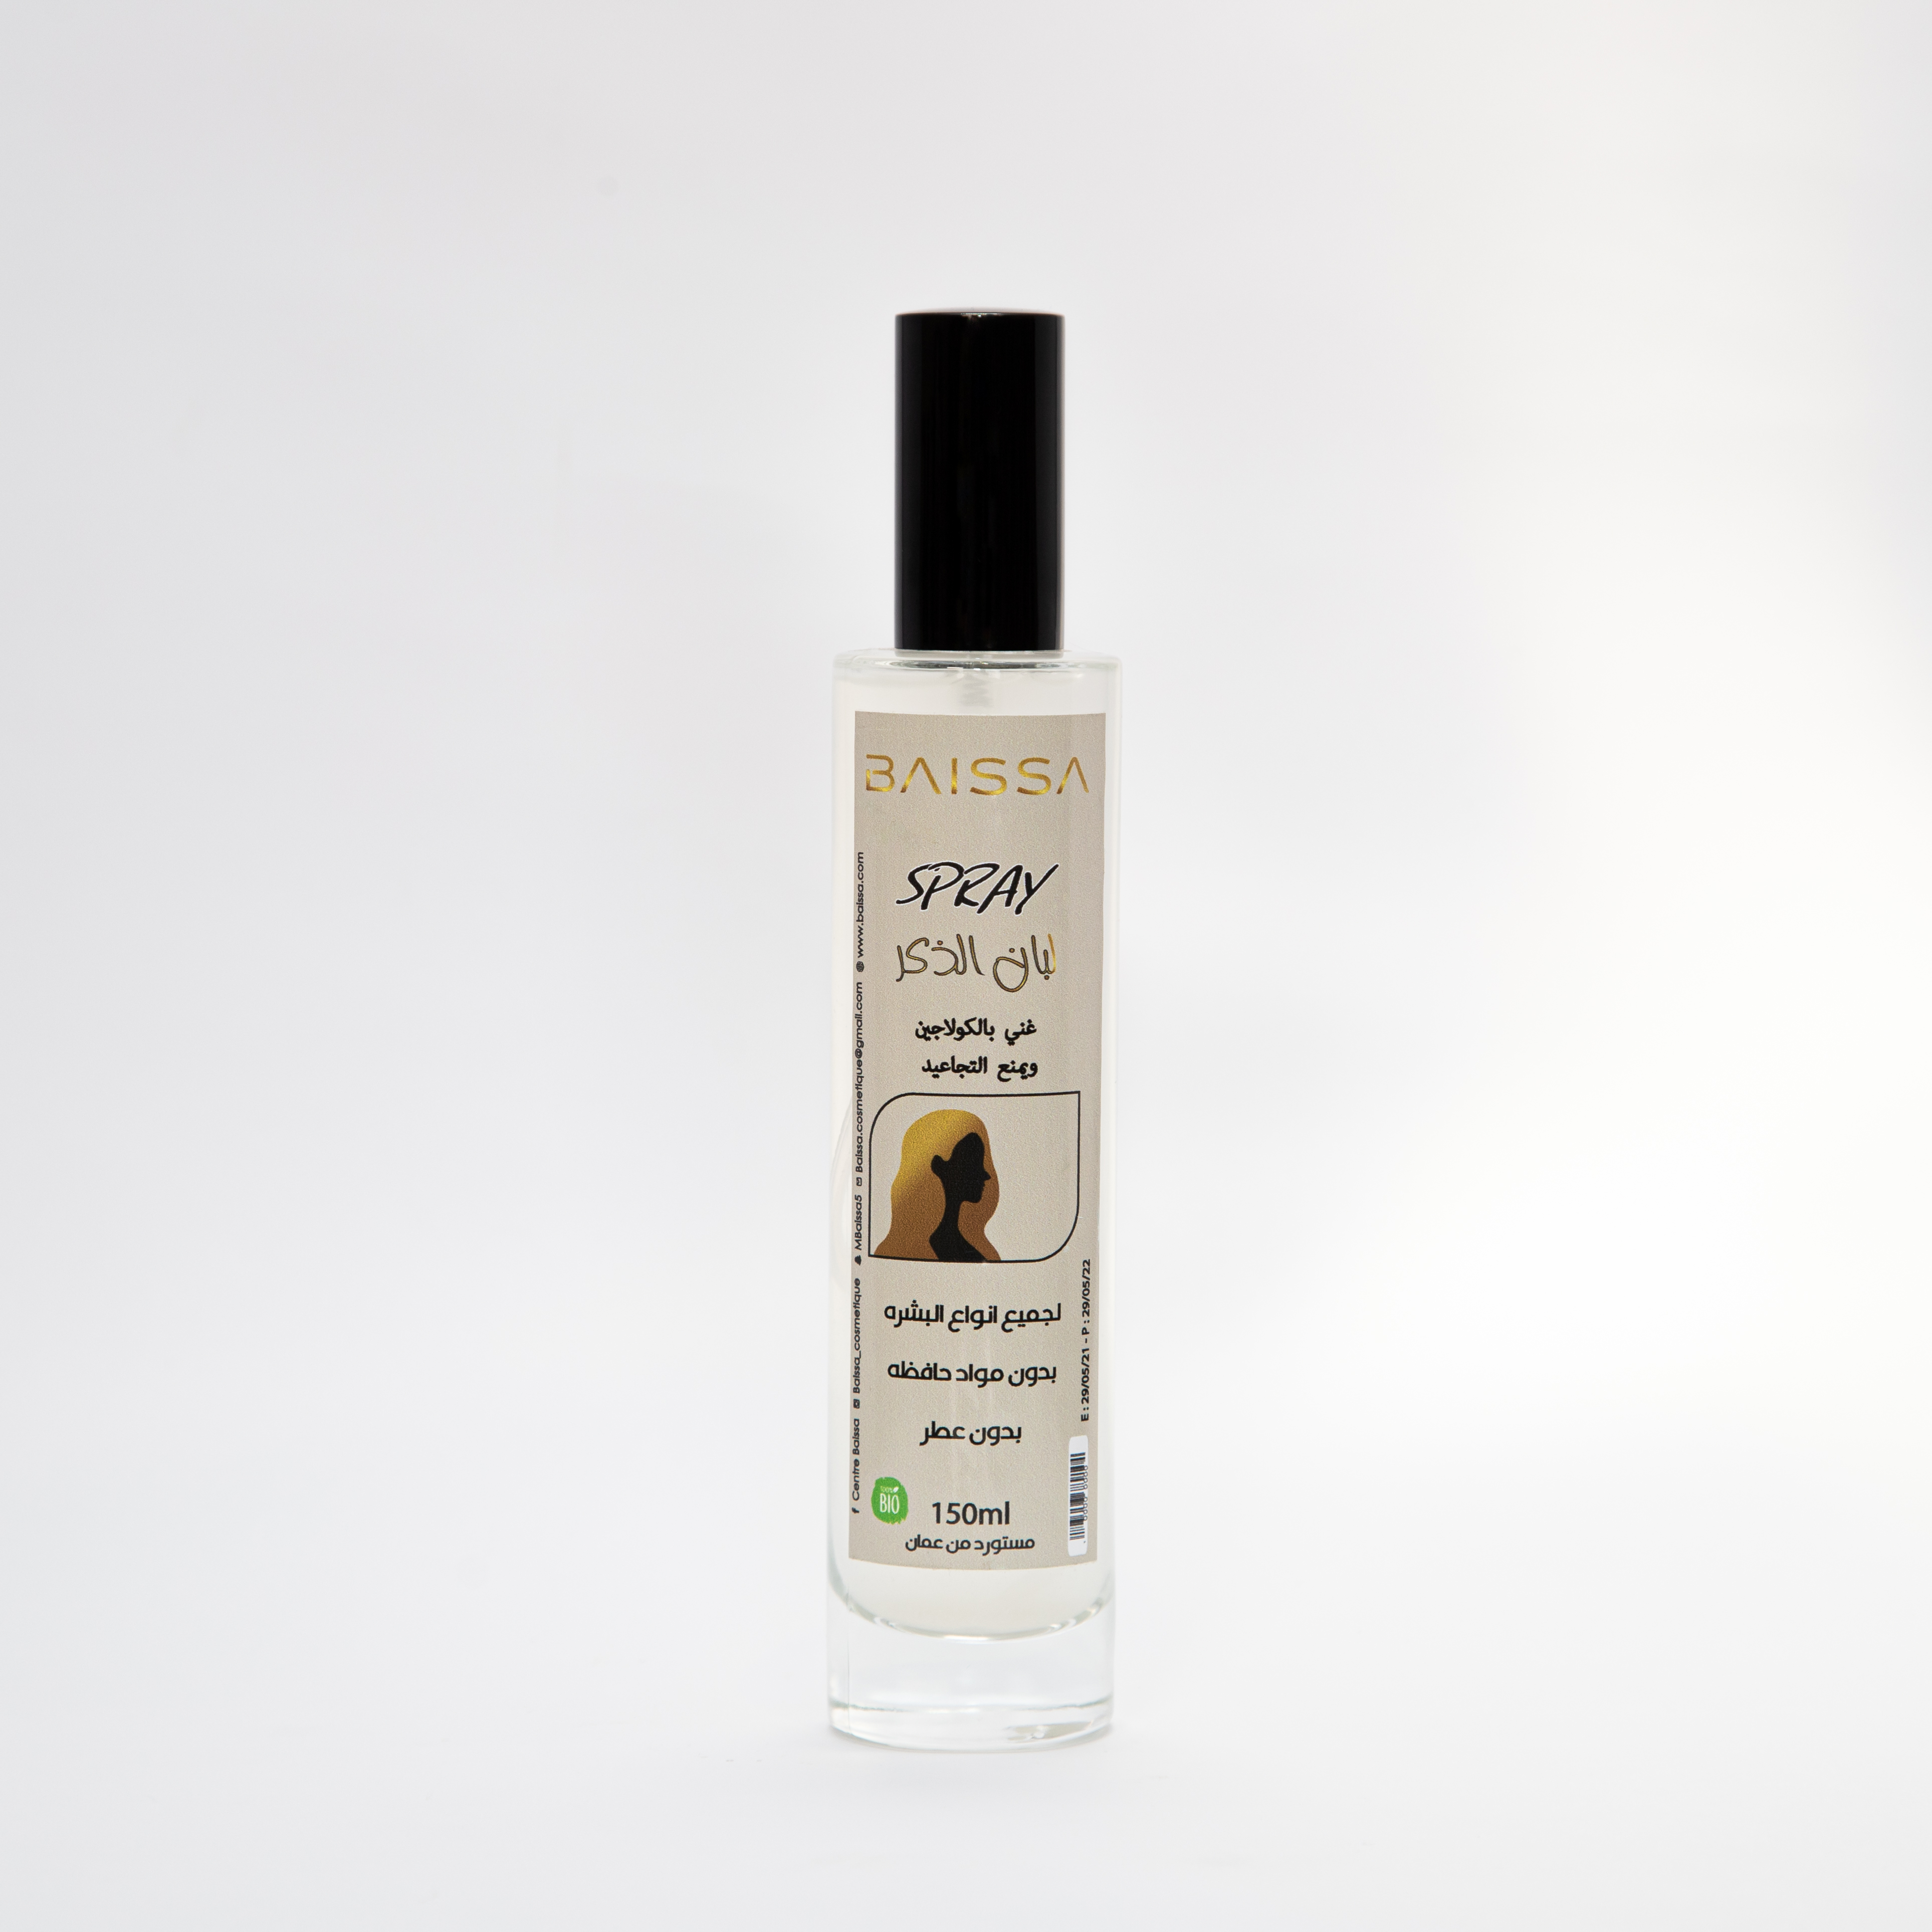 BAISSA
SPRAY
لبان الذكر
غني بالكولاجين
ويمنع التجاعيد
لجميع انواع البشره
بدون مواد حافظه
بدون عطر
100%
BIO
150ml
مستورد من عمان
Centre Baissa Baissa_cosmetique MBaissa5 Baissa.cosmetique@gmail.com www.baissa.com
E : 29/05/21 - P : 29/05/22